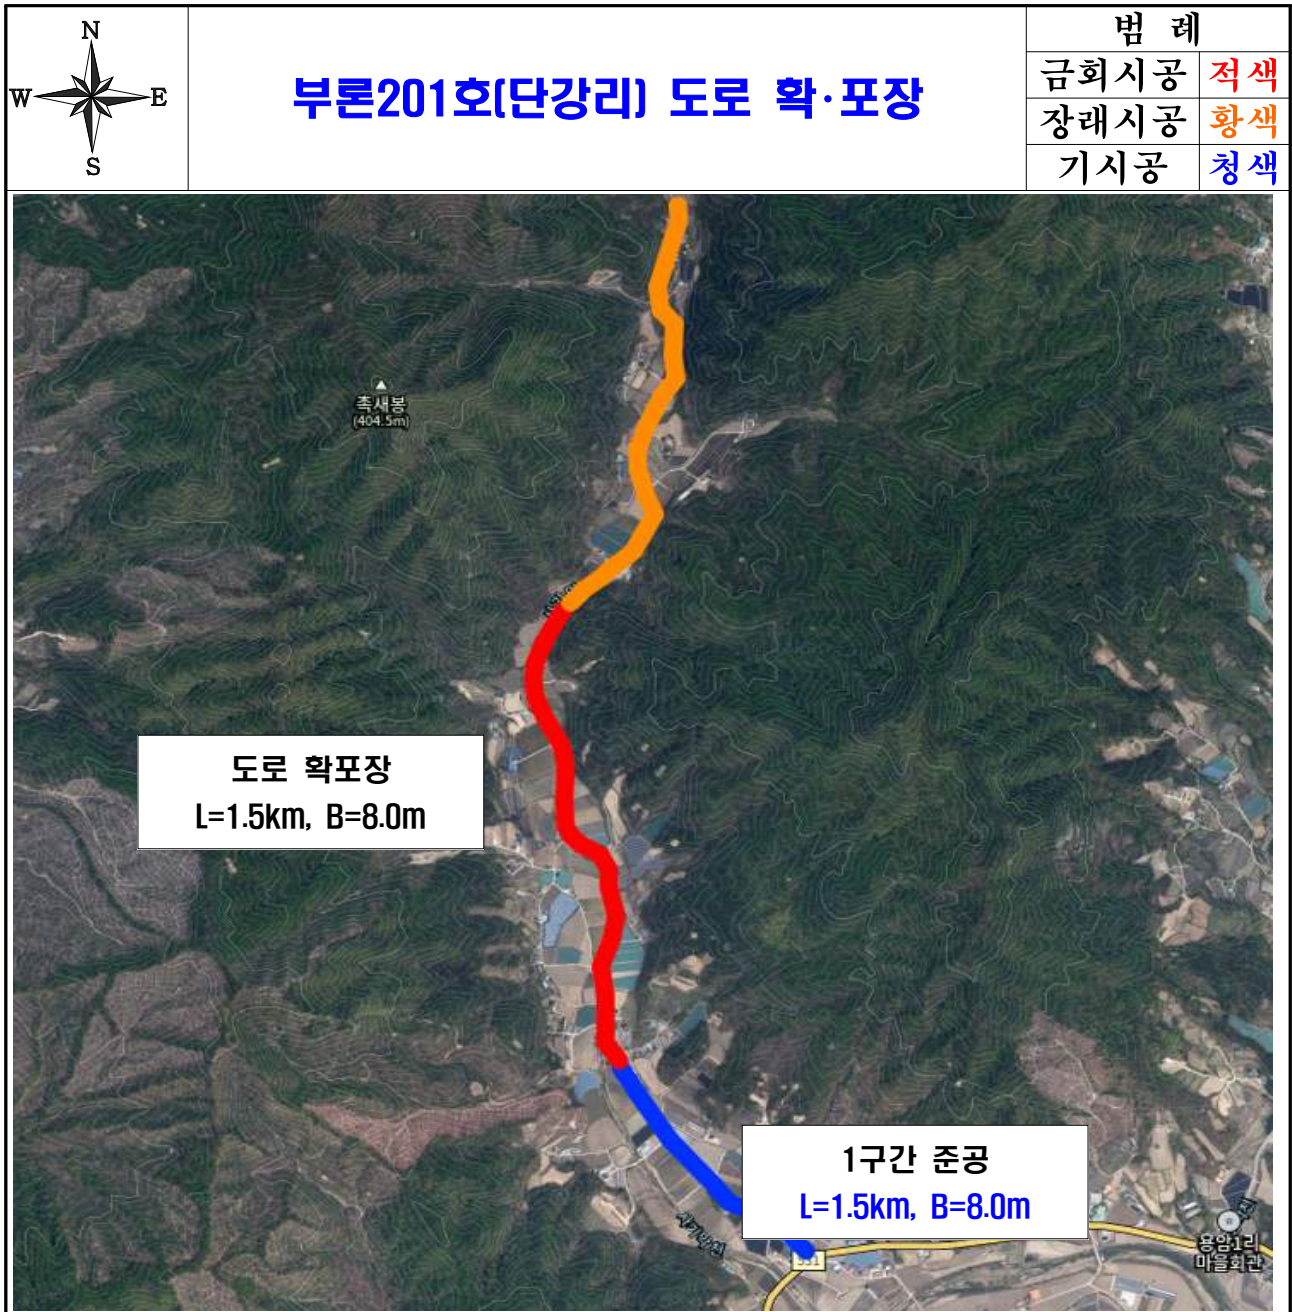 N
W E
S
부론201호(단강리) 도로 확·포장
범 례
금회시공 적색
장래시공 황색
기시공 청색
촉새봉
(404.5m)
도로 확포장
L=1.5km, B=8.0m
1구간 준공
L=1.5km, B=8.0m
용암1리
마을회관